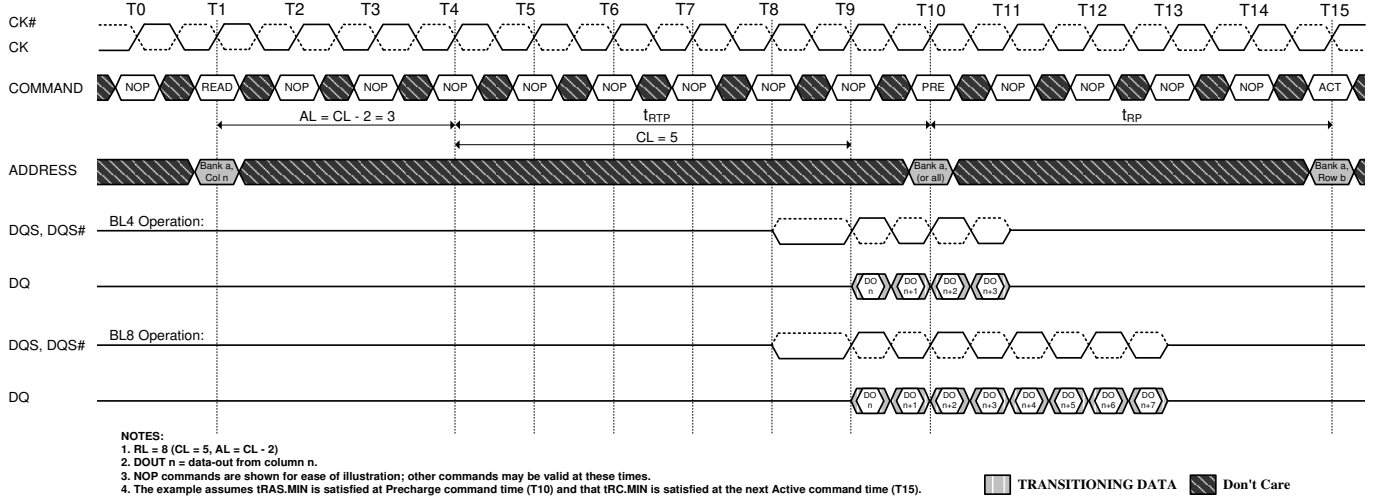 T0 T1 T2 T3 T4 T5 T6 T7 T8 T9 T10 T11 T12 T13 T14 T15
CK#
CK
COMMAND NOP READ NOP NOP NOP NOP NOP NOP NOP NOP PRE NOP NOP NOP NOP ACT
AL = CL - 2 = 3 tRTP tRP
CL = 5
ADDRESS Bank a, Col n Bank a, (or all) Bank a, Row b
BL4 Operation:
DQS, DQS#
DQ DO n DO n+1 DO n+2 DO n+3
BL8 Operation:
DQS, DQS#
DQ DO n DO n+1 DO n+2 DO n+3 DO n+4 DO n+5 DO n+6 DO n+7
NOTES:
1. RL = 8 (CL = 5, AL = CL - 2)
2. DOUT n = data-out from column n.
3. NOP commands are shown for ease of illustration; other commands may be valid at these times.
4. The example assumes tRAS.MIN is satisfied at Precharge command time (T10) and that tRC.MIN is satisfied at the next Active command time (T15).
TRANSITIONING DATA Don't Care